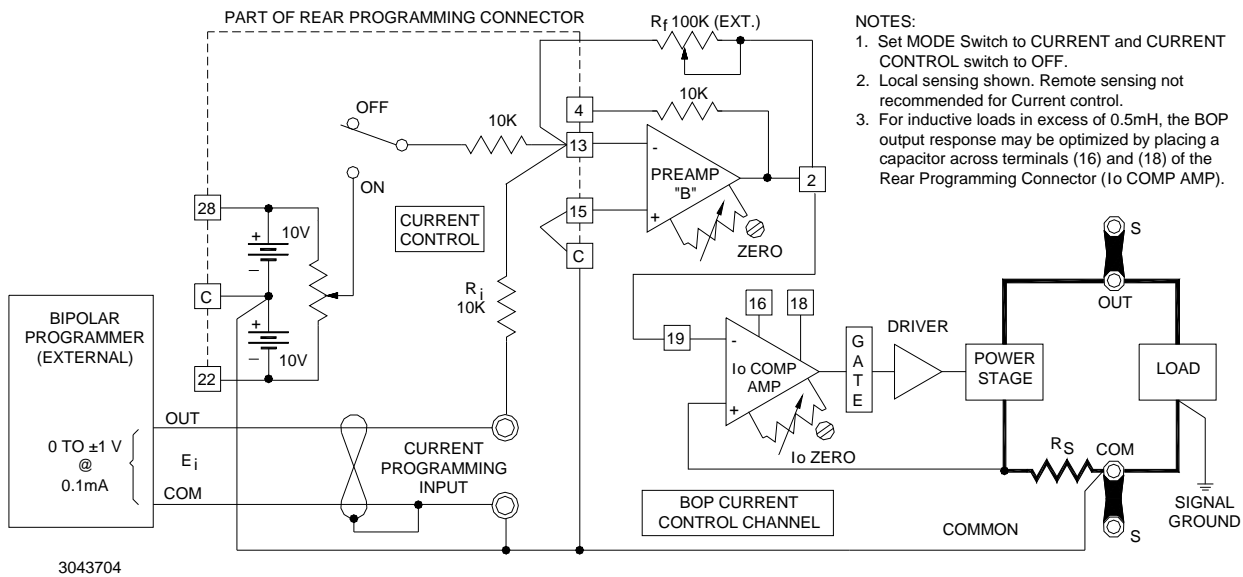 PART OF REAR PROGRAMMING CONNECTOR
Rf 100K (EXT.)
NOTES:
1. Set MODE Switch to CURRENT and CURRENT
CONTROL switch to OFF.
2. Local sensing shown. Remote sensing not
recommended for Current control.
3. For inductive loads in excess of 0.5mH, the BOP
output response may be optimized by placing a
capacitor across terminals (16) and (18) of the
Rear Programming Connector (Io COMP AMP).
OFF
10K
4
10K
13
-
PREAMP
"B"
+
2
ON
28
15
C
CURRENT
CONTROL
ZERO
+
10V
–
C
+
10V
–
22
Ri
10K
BIPOLAR
PROGRAMMER
(EXTERNAL)
OUT
0 TO ±1 V
@
0.1mA
Ei
COM
CURRENT
PROGRAMMING
INPUT
16
18
19
-
Io COMP
AMP
+
Io ZERO
GATE
DRIVER
POWER
STAGE
S
OUT
LOAD
RS
COM
S
SIGNAL
GROUND
BOP CURRENT
CONTROL CHANNEL
COMMON
3043704